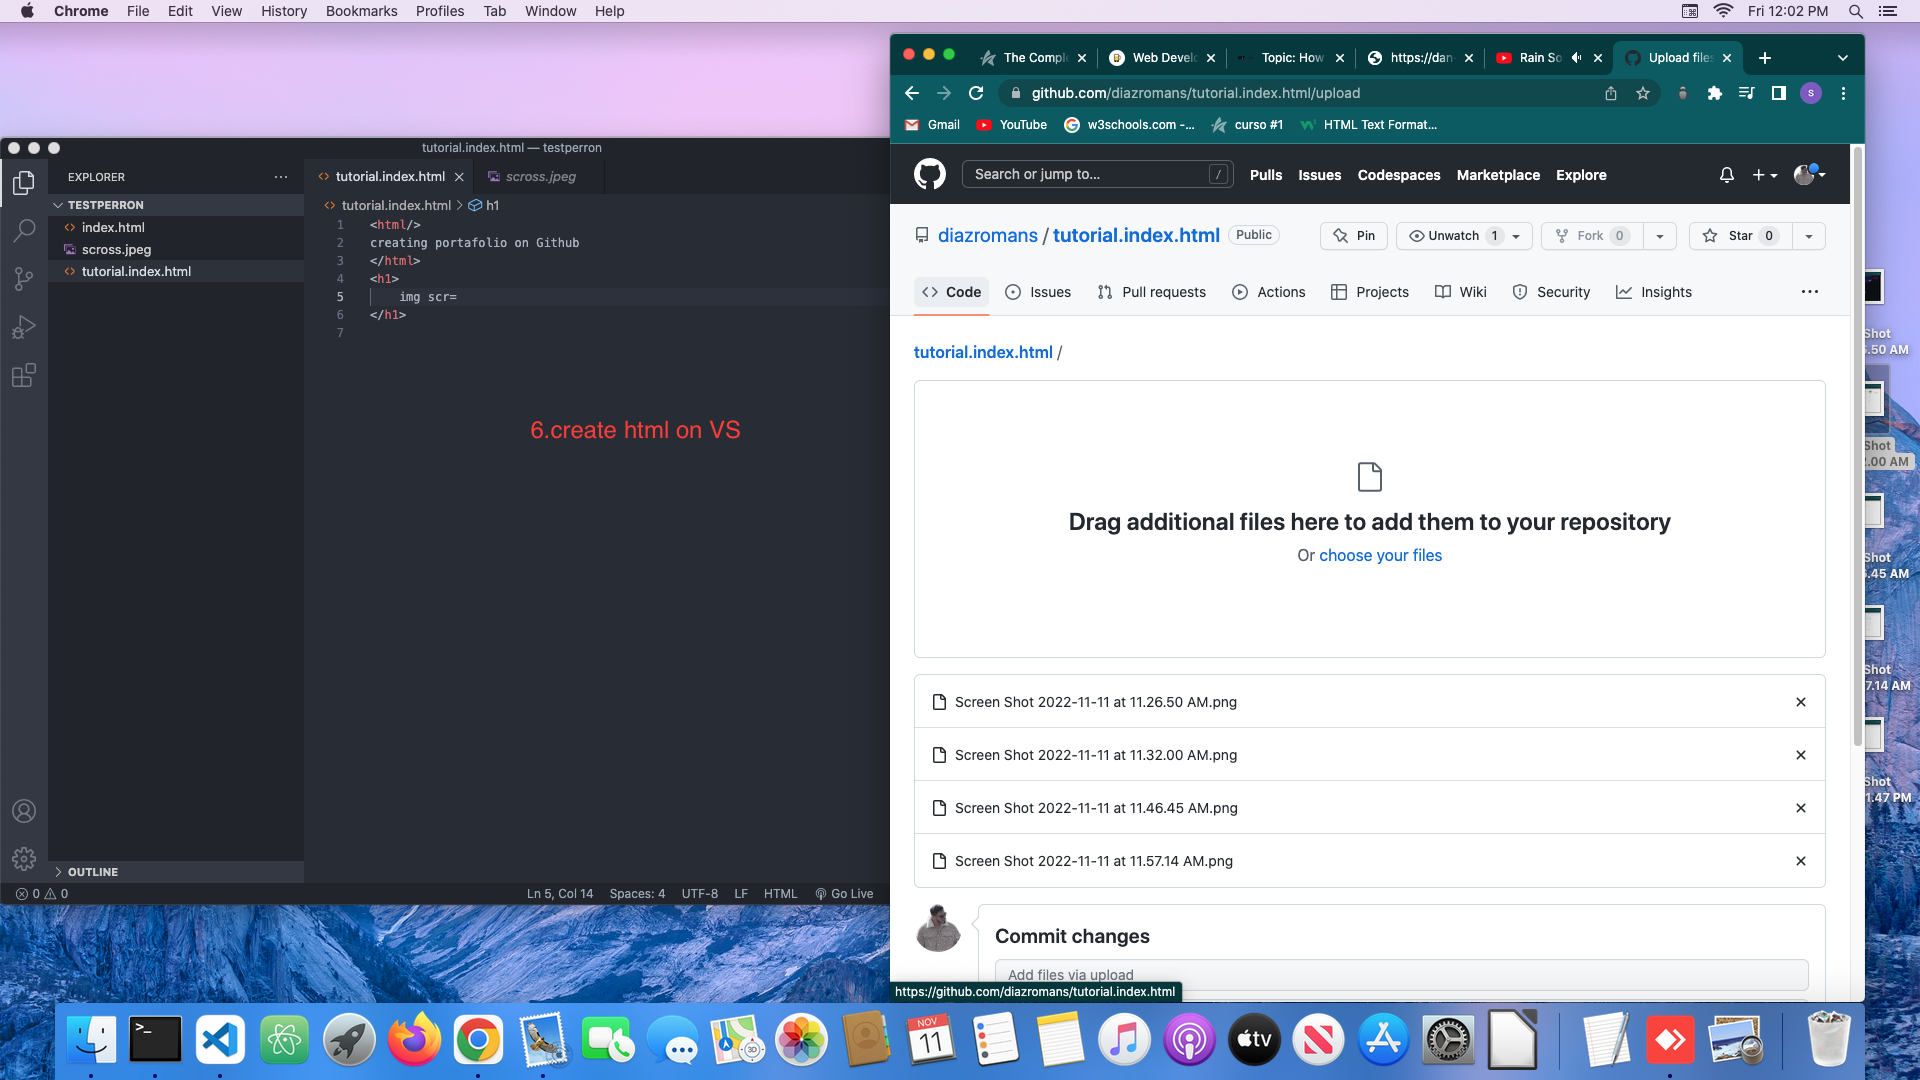 Chrome File Edit View History Bookmarks Profiles Tab Window Help Fri 12:02 PM
tutorial.index.html — testperron
EXPLORER
TESTPERRON
index.html
scross.jpeg
tutorial.index.html
OUTLINE
tutorial.index.html scross.jpeg
tutorial.index.html > h1
1 <html/>
2 creating portafolio on Github
3 </html>
4 <h1>
5 img scr=
6 </h1>
7
6.create html on VS
0 0 Ln 5, Col 14 Spaces: 4 UTF-8 LF HTML Go Live
The Comple Web Develo Topic: How https://dan Rain So Upload files
github.com/diazromans/tutorial.index.html/upload S
Gmail YouTube w3schools.com -... curso #1 HTML Text Format...
Search or jump to... / Pulls Issues Codespaces Marketplace Explore
diazromans / tutorial.index.html Public Pin Unwatch 1 Fork 0 Star 0
Code Issues Pull requests Actions Projects Wiki Security Insights
tutorial.index.html /
Drag additional files here to add them to your repository
Or choose your files
Screen Shot 2022-11-11 at 11.26.50 AM.png
Screen Shot 2022-11-11 at 11.32.00 AM.png
Screen Shot 2022-11-11 at 11.46.45 AM.png
Screen Shot 2022-11-11 at 11.57.14 AM.png
Commit changes
Add files via upload
https://github.com/diazromans/tutorial.index.html
Shot
.50 AM
Shot
.00 AM
Shot
.45 AM
Shot
7.14 AM
Shot
1.47 PM
NOV
11
3D
tv